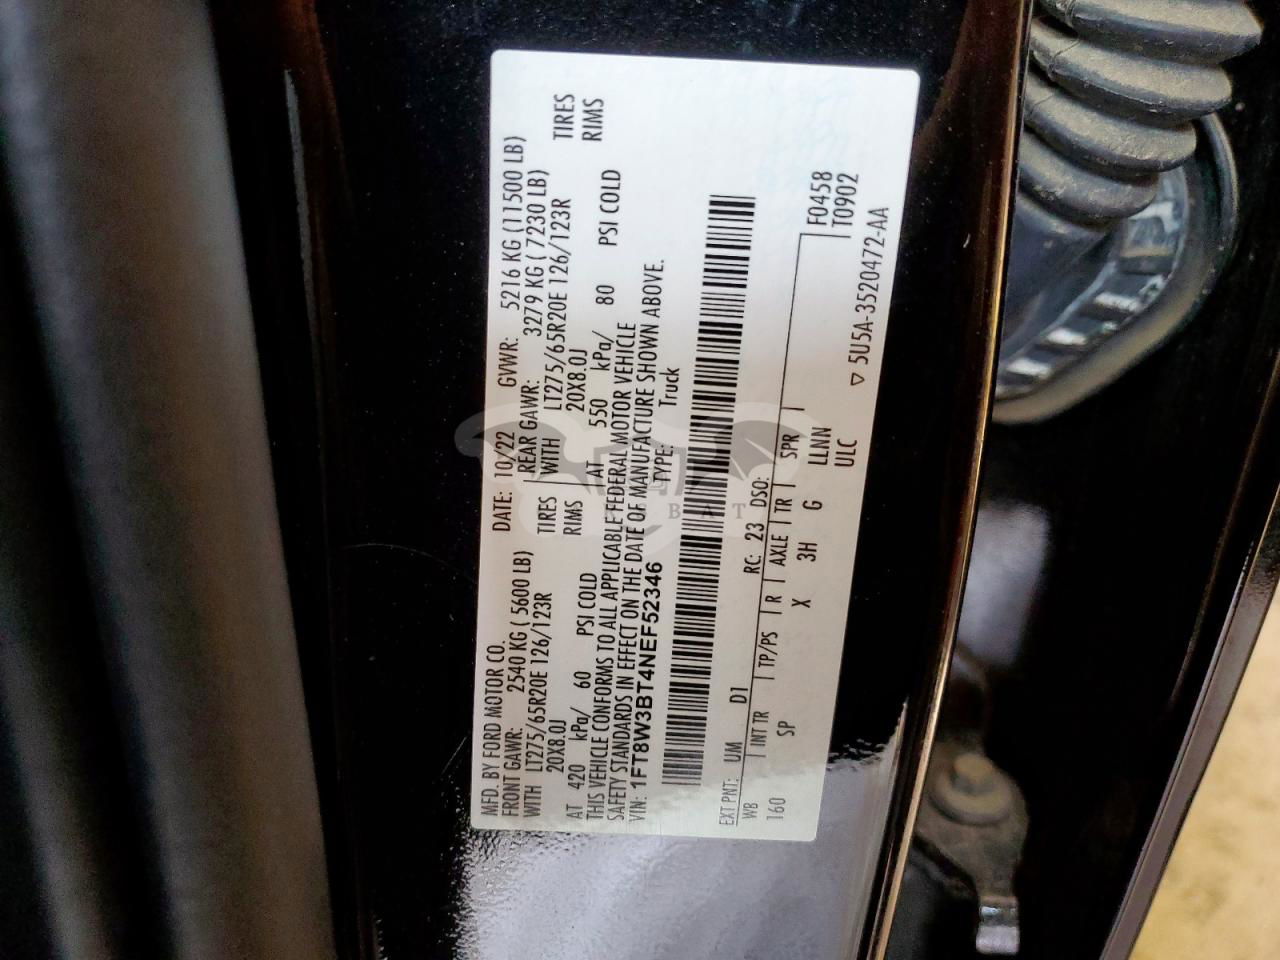 MFD. BY FORD MOTOR CO.
DATE: 10/22 GVWR: 5216 KG (11500 LB)
FRONT GAWR: 2540 KG ( 5600 LB)
REAR GAWR: 3279 KG ( 7230 LB)
WITH LT275/65R20E 126/123R TIRES
WITH LT275/65R20E 126/123R TIRES
20X8.0J RIMS
20X8.0J RIMS
AT 420 kPa/ 60 PSI COLD
AT 550 kPa/ 80 PSI COLD
THIS VEHICLE CONFORMS TO ALL APPLICABLE FEDERAL MOTOR VEHICLE
SAFETY STANDARDS IN EFFECT ON THE DATE OF MANUFACTURE SHOWN ABOVE.
VIN: 1FT8W3BT4NEF52346 TYPE: Truck
EXT PNT: UM D1 RC: 23 DSO:
WB INT TR TP/PS R AXLE TR SPR F0458
160 SP X 3H G LLNN T0902
ULC
▽ 5U5A-3520472-AA